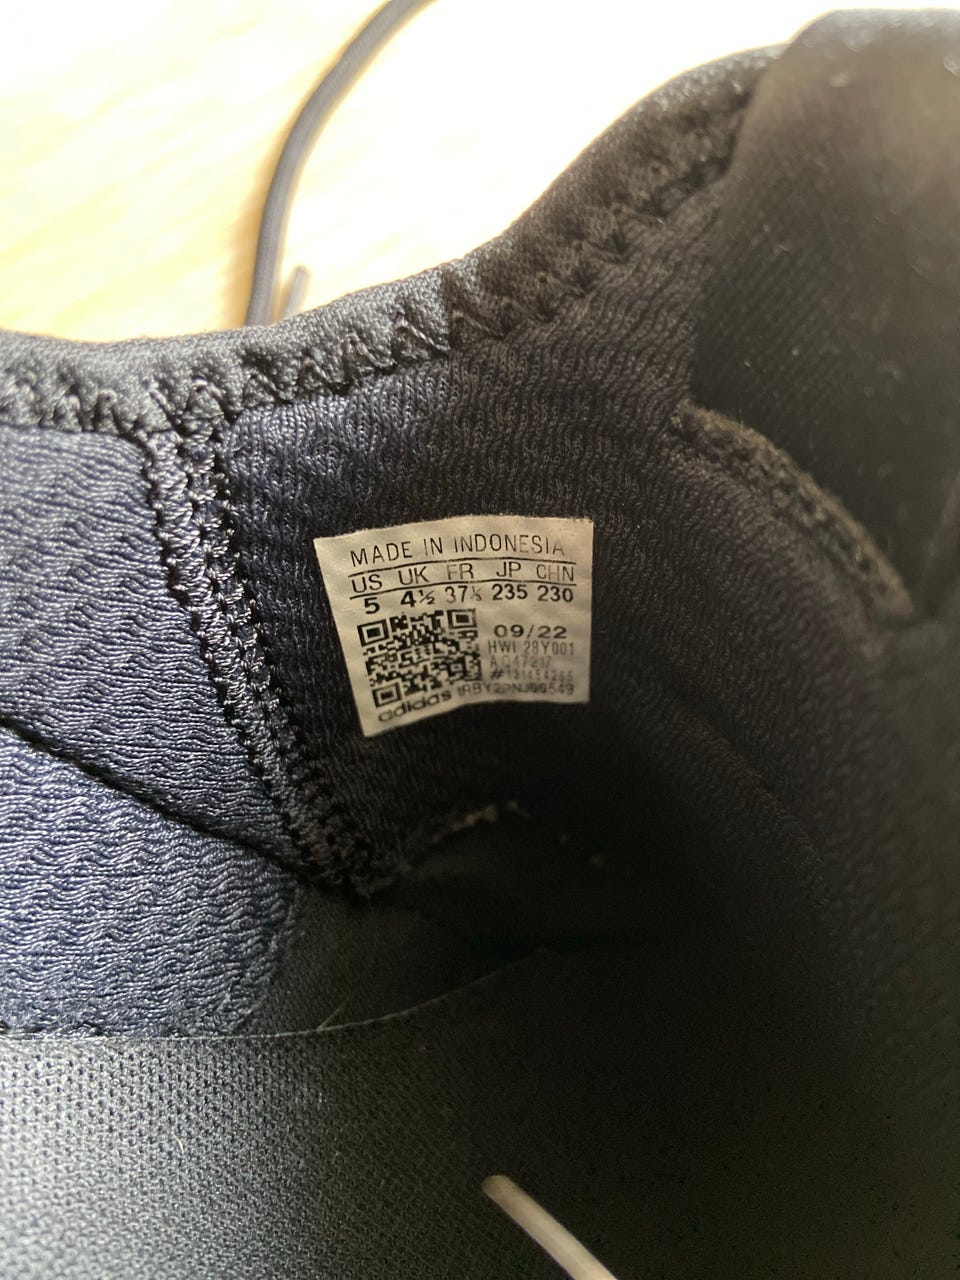 MADE IN INDONESIA
US UK FR JP CHN
5 4½ 37⅓ 235 230
09/22
HWI 28Y001
adidas